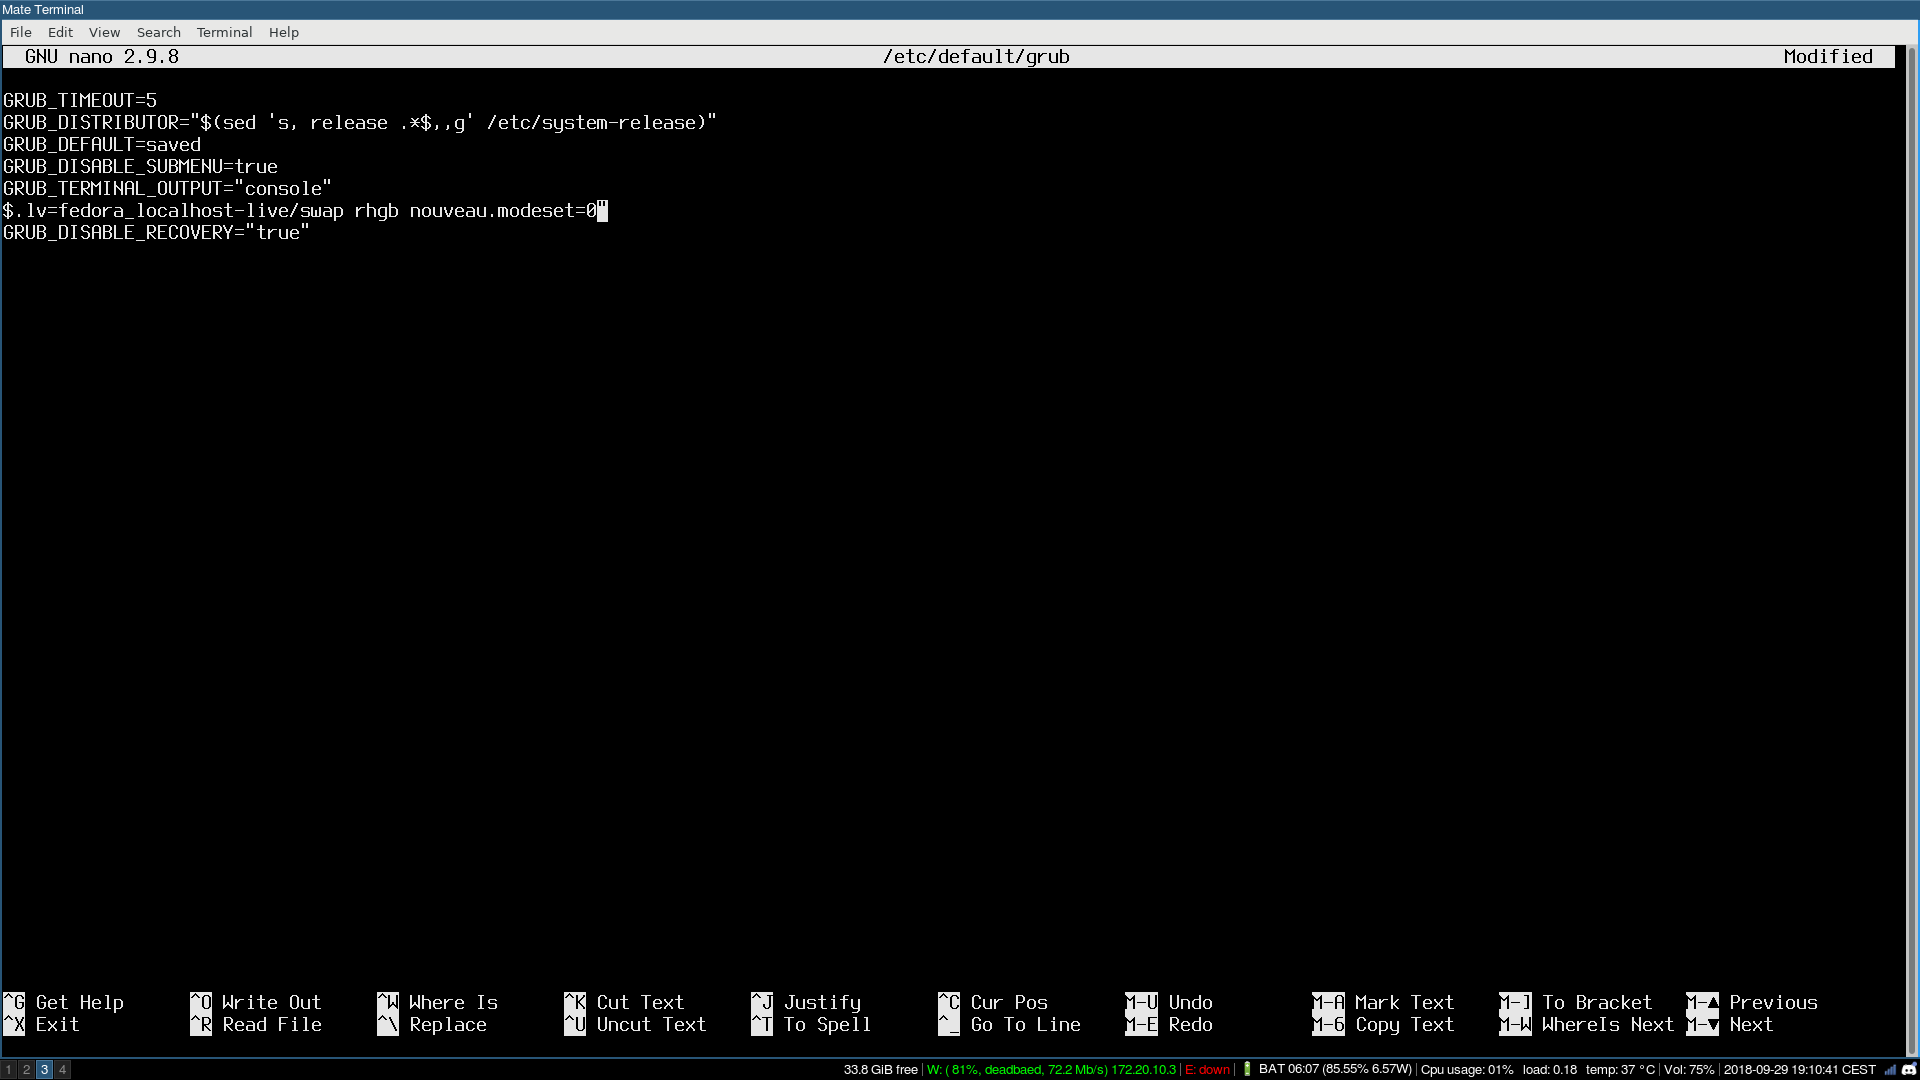 Mate Terminal
File Edit View Search Terminal Help
GNU nano 2.9.8 /etc/default/grub Modified
GRUB_TIMEOUT=5
GRUB_DISTRIBUTOR="$(sed 's, release .*$,,g' /etc/system-release)"
GRUB_DEFAULT=saved
GRUB_DISABLE_SUBMENU=true
GRUB_TERMINAL_OUTPUT="console"
$.lv=fedora_localhost-live/swap rhgb nouveau.modeset=0"
GRUB_DISABLE_RECOVERY="true"
^G Get Help ^O Write Out ^W Where Is ^K Cut Text ^J Justify ^C Cur Pos M-U Undo M-A Mark Text M-] To Bracket M-▲ Previous
^X Exit ^R Read File ^\ Replace ^U Uncut Text ^T To Spell ^_ Go To Line M-E Redo M-6 Copy Text M-W WhereIs Next M-▼ Next
1 2 3 4 33.8 GiB free W: ( 81%, deadbaed, 72.2 Mb/s) 172.20.10.3 E: down BAT 06:07 (85.55% 6.57W) Cpu usage: 01% load: 0.18 temp: 37 °C Vol: 75% 2018-09-29 19:10:41 CEST